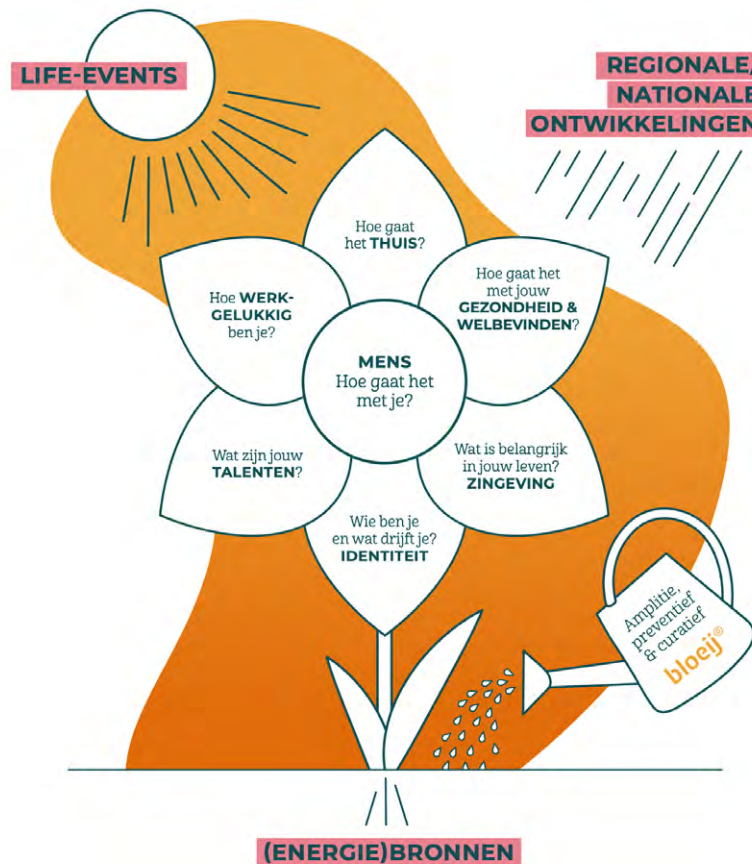 LIFE-EVENTS
REGIONALE,
NATIONALE
ONTWIKKELINGEN
Hoe gaat
het THUIS?
Hoe WERK-
GELUKKIG
ben je?
Hoe gaat het
met jouw
GEZONDHEID &
WELBEVINDEN?
MENS
Hoe gaat het
met je?
Wat zijn jouw
TALENTEN?
Wat is belangrijk
in jouw leven?
ZINGEVING
Wie ben je
en wat drijft je?
IDENTITEIT
Amplitie,
preventief
& curatief
bloeij©
(ENERGIE)BRONNEN